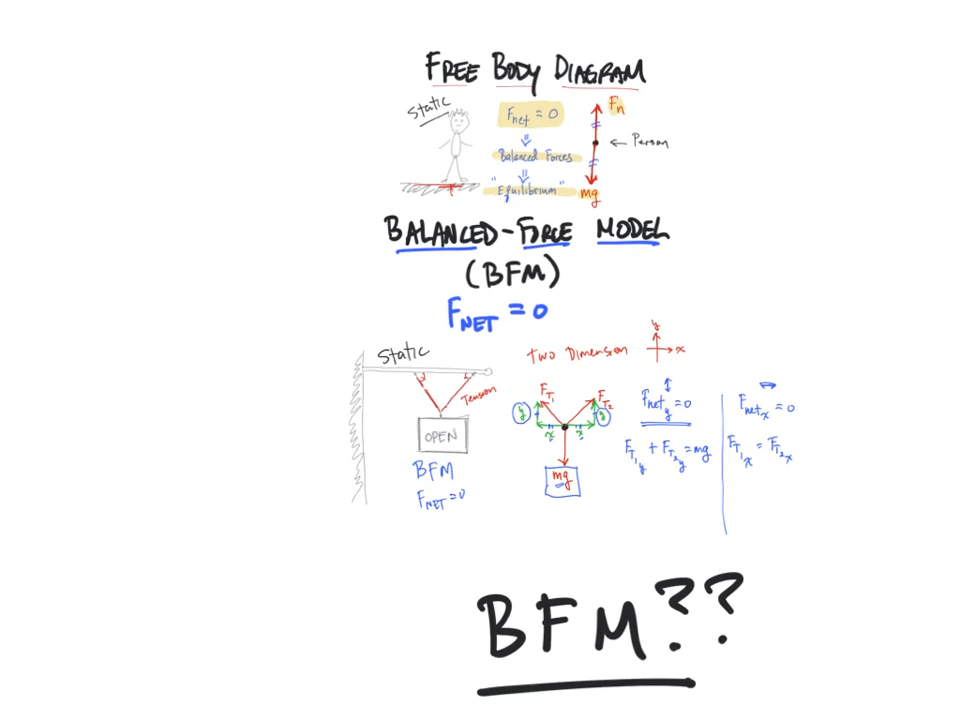 FREE BODY DIAGRAM
Static
Fnet = 0
⇓
Balanced Forces
⇓
"Equilibrium"
Fn
=
← Person
=
mg
BALANCED-FORCE MODEL
(BFM)
FNET = 0
Static
Tension
OPEN
BFM
FNET = 0
Two Dimension
y
x
FT1
FT2
y
y
x
x
mg
↕
Fnety = 0
FT1y + FT2y = mg
↔
Fnetx = 0
FT1x = FT2x
BFM??